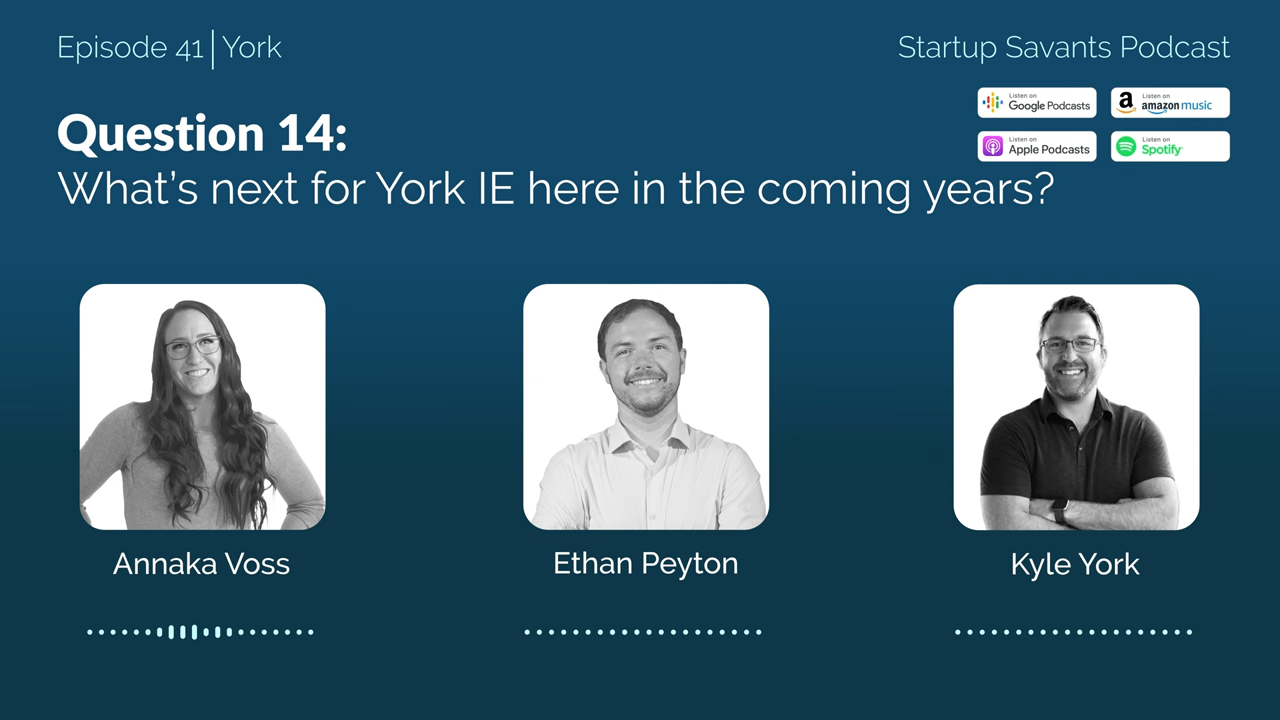 Episode 41 | York
Startup Savants Podcast
Listen on
Google Podcasts
Listen on
amazon music
Listen on
Apple Podcasts
Listen on
Spotify
Question 14:
What's next for York IE here in the coming years?
Annaka Voss
Ethan Peyton
Kyle York